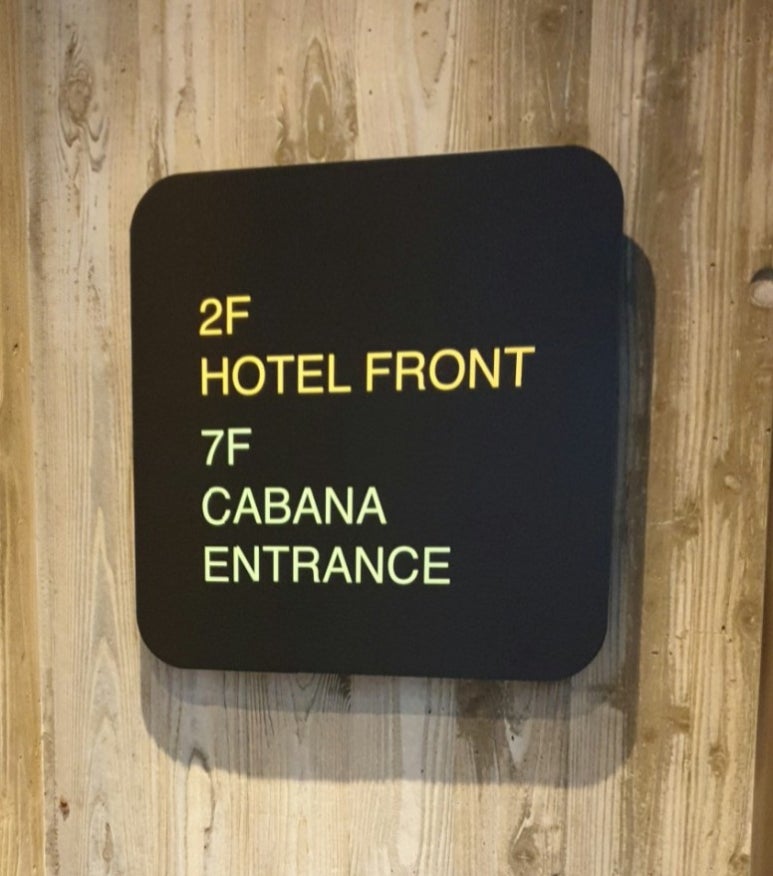 2F
HOTEL FRONT
7F
CABANA
ENTRANCE